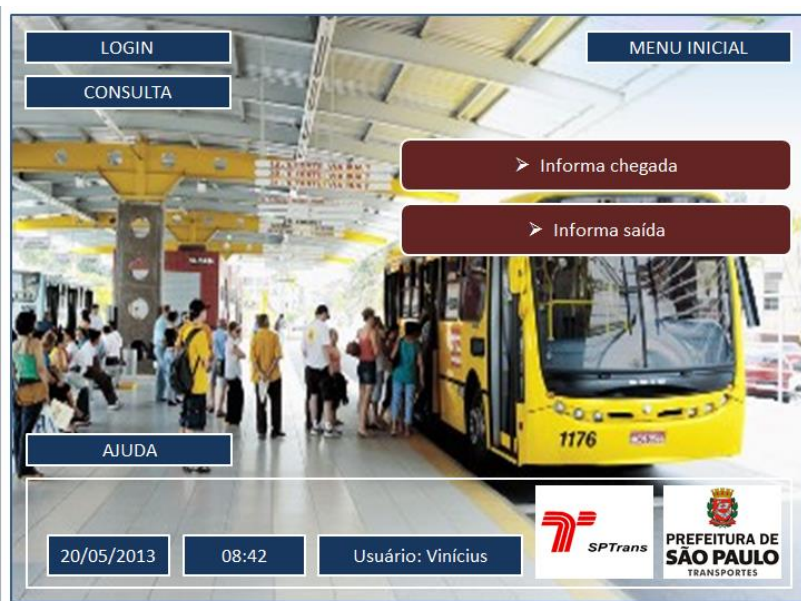 LOGIN
MENU INICIAL
CONSULTA
➢ Informa chegada
➢ Informa saída
1176
AJUDA
20/05/2013
08:42
Usuário: Vinícius
SPTrans
PREFEITURA DE
SÃO PAULO
TRANSPORTES